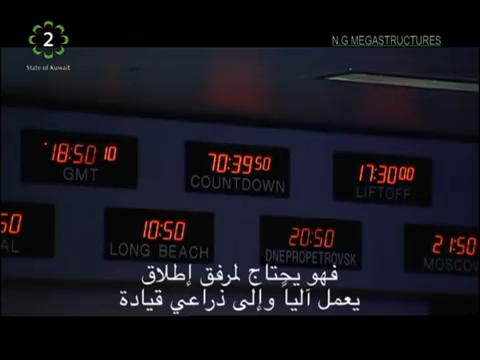 2
State of Kuwait
N.G MEGASTRUCTURES
18:50 10
GMT
70:39 50
COUNTDOWN
17:30 00
LIFTOFF
50
AL
10:50
LONG BEACH
20:50
DNEPROPETROVSK
21:50
MOSCOW
فهو يحتاج لمرفق إطلاق
يعمل آلياً وإلى ذراعي قيادة